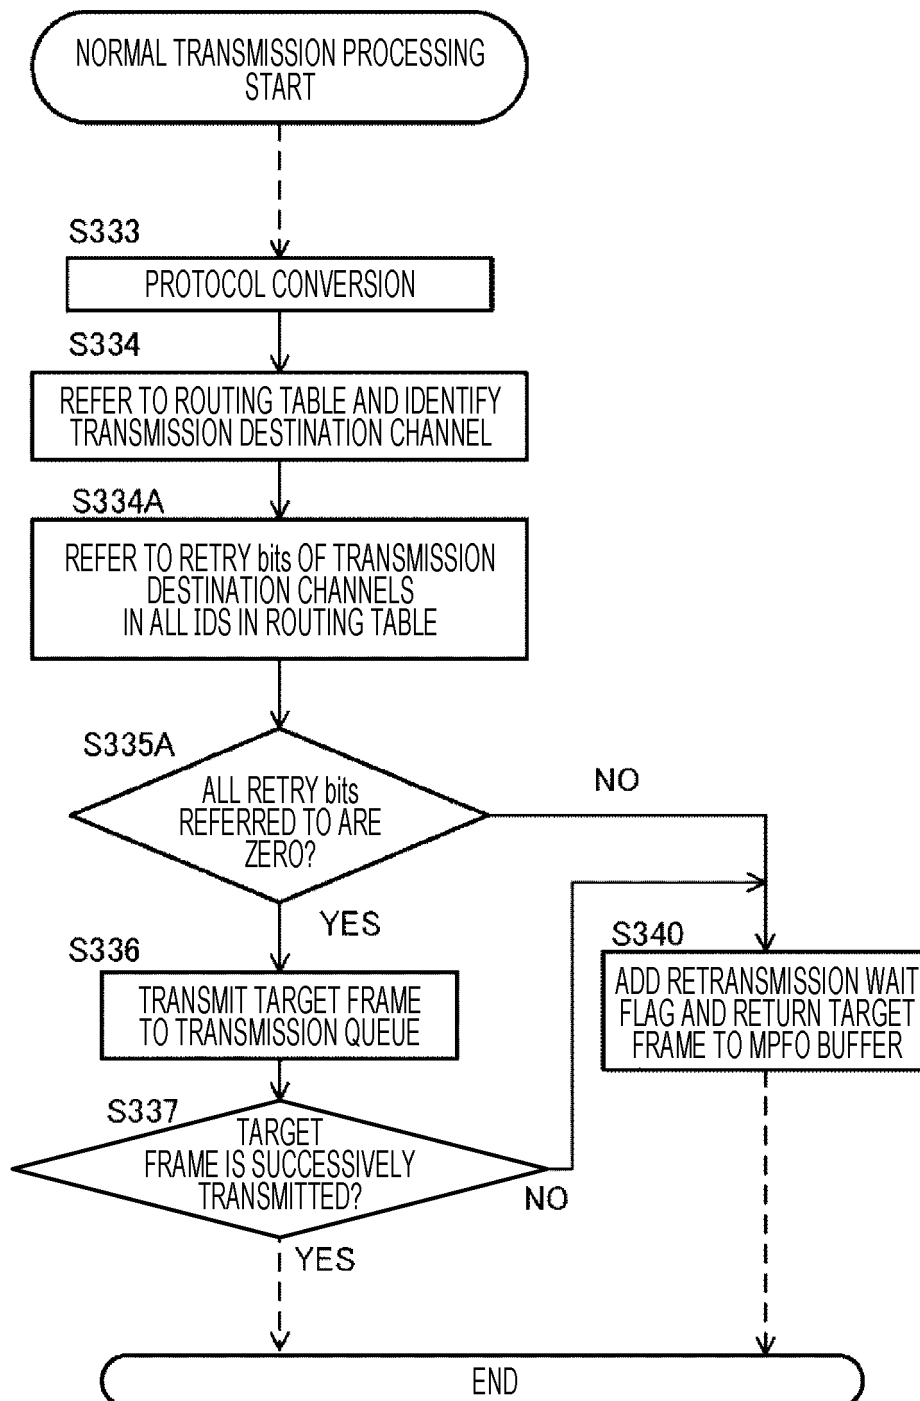 NORMAL TRANSMISSION PROCESSING
START
S333
PROTOCOL CONVERSION
S334
REFER TO ROUTING TABLE AND IDENTIFY
TRANSMISSION DESTINATION CHANNEL
S334A
REFER TO RETRY bits OF TRANSMISSION
DESTINATION CHANNELS
IN ALL IDS IN ROUTING TABLE
S335A
ALL RETRY bits
REFERRED TO ARE
ZERO?
NO
YES
S336
TRANSMIT TARGET FRAME
TO TRANSMISSION QUEUE
S340
ADD RETRANSMISSION WAIT
FLAG AND RETURN TARGET
FRAME TO MPFO BUFFER
S337
TARGET
FRAME IS SUCCESSIVELY
TRANSMITTED?
NO
YES
END